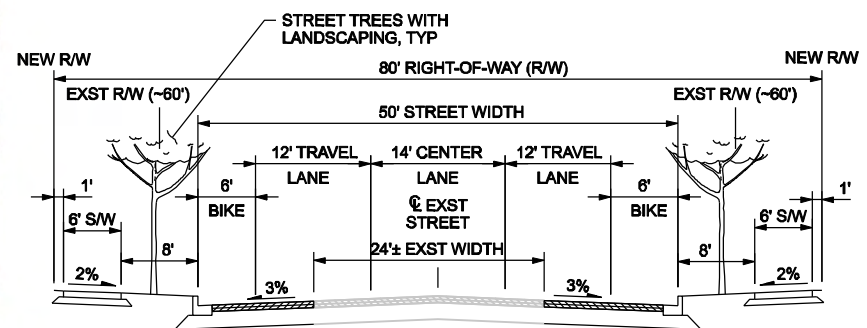 STREET TREES WITH
LANDSCAPING, TYP
NEW R/W
NEW R/W
80' RIGHT-OF-WAY (R/W)
EXST R/W (~60')
EXST R/W (~60')
50' STREET WIDTH
12' TRAVEL
LANE
14' CENTER
LANE
12' TRAVEL
LANE
1'
6'
BIKE
℄ EXST
STREET
6'
BIKE
1'
6' S/W
6' S/W
8'
24'± EXST WIDTH
8'
2%
3%
3%
2%